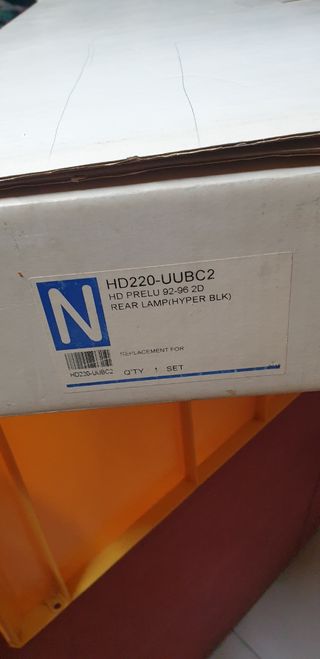 N
HD220-UUBC2
HD PRELU 92-96 2D
REAR LAMP(HYPER BLK)
REPLACEMENT FOR
HD220-UUBC2 Q'TY 1 SET